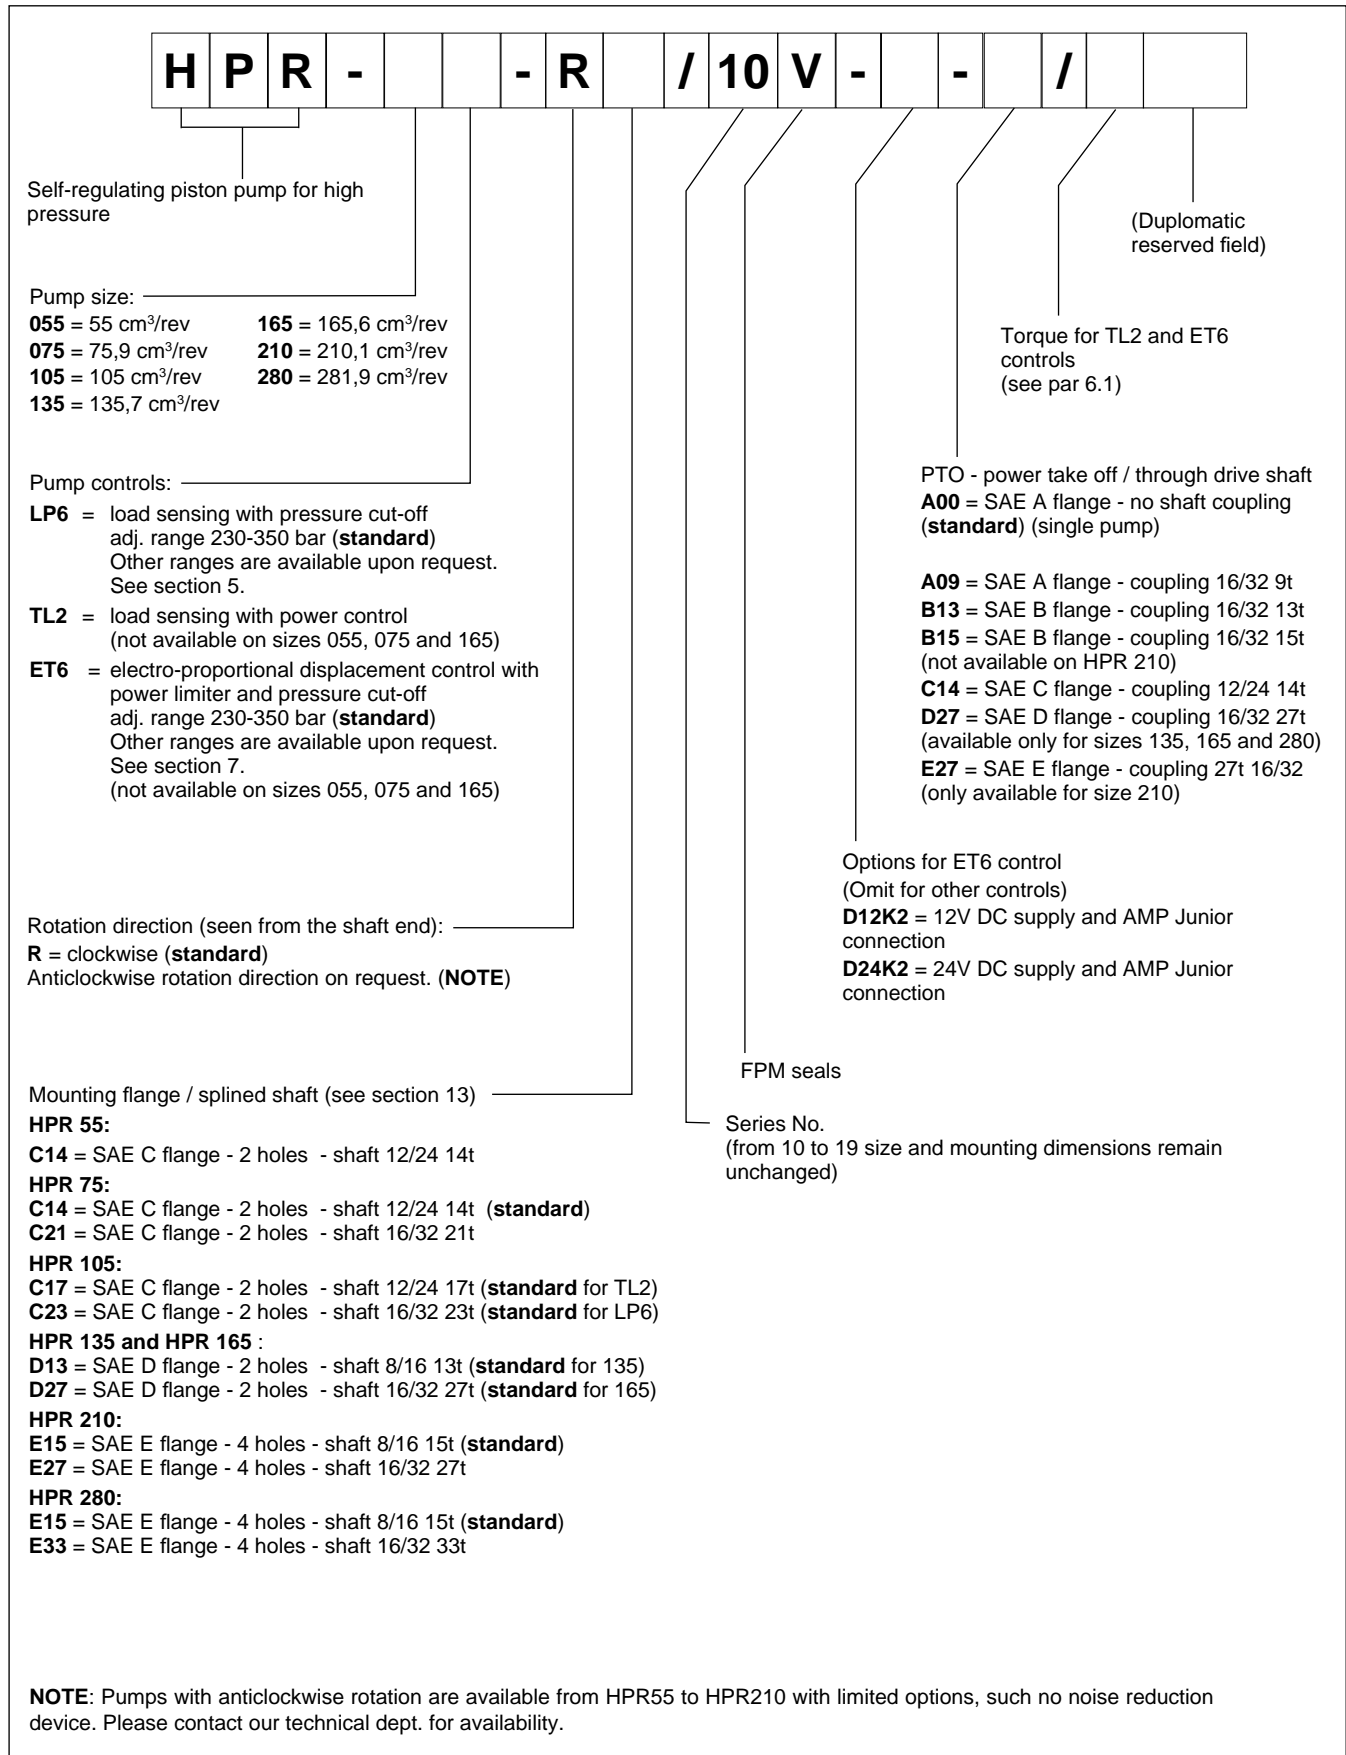 HPR- -R /10V- - /
Self-regulating piston pump for high
pressure
(Duplomatic
reserved field)
Pump size:
055 = 55 cm³/rev 165 = 165,6 cm³/rev
075 = 75,9 cm³/rev 210 = 210,1 cm³/rev
105 = 105 cm³/rev 280 = 281,9 cm³/rev
135 = 135,7 cm³/rev
Torque for TL2 and ET6
controls
(see par 6.1)
Pump controls:
LP6 = load sensing with pressure cut-off
adj. range 230-350 bar (standard)
Other ranges are available upon request.
See section 5.
TL2 = load sensing with power control
(not available on sizes 055, 075 and 165)
ET6 = electro-proportional displacement control with
power limiter and pressure cut-off
adj. range 230-350 bar (standard)
Other ranges are available upon request.
See section 7.
(not available on sizes 055, 075 and 165)
PTO - power take off / through drive shaft
A00 = SAE A flange - no shaft coupling
(standard) (single pump)
A09 = SAE A flange - coupling 16/32 9t
B13 = SAE B flange - coupling 16/32 13t
B15 = SAE B flange - coupling 16/32 15t
(not available on HPR 210)
C14 = SAE C flange - coupling 12/24 14t
D27 = SAE D flange - coupling 16/32 27t
(available only for sizes 135, 165 and 280)
E27 = SAE E flange - coupling 27t 16/32
(only available for size 210)
Options for ET6 control
(Omit for other controls)
D12K2 = 12V DC supply and AMP Junior
connection
D24K2 = 24V DC supply and AMP Junior
connection
Rotation direction (seen from the shaft end):
R = clockwise (standard)
Anticlockwise rotation direction on request. (NOTE)
FPM seals
Series No.
(from 10 to 19 size and mounting dimensions remain
unchanged)
Mounting flange / splined shaft (see section 13)
HPR 55:
C14 = SAE C flange - 2 holes - shaft 12/24 14t
HPR 75:
C14 = SAE C flange - 2 holes - shaft 12/24 14t (standard)
C21 = SAE C flange - 2 holes - shaft 16/32 21t
HPR 105:
C17 = SAE C flange - 2 holes - shaft 12/24 17t (standard for TL2)
C23 = SAE C flange - 2 holes - shaft 16/32 23t (standard for LP6)
HPR 135 and HPR 165 :
D13 = SAE D flange - 2 holes - shaft 8/16 13t (standard for 135)
D27 = SAE D flange - 2 holes - shaft 16/32 27t (standard for 165)
HPR 210:
E15 = SAE E flange - 4 holes - shaft 8/16 15t (standard)
E27 = SAE E flange - 4 holes - shaft 16/32 27t
HPR 280:
E15 = SAE E flange - 4 holes - shaft 8/16 15t (standard)
E33 = SAE E flange - 4 holes - shaft 16/32 33t
NOTE: Pumps with anticlockwise rotation are available from HPR55 to HPR210 with limited options, such no noise reduction
device. Please contact our technical dept. for availability.